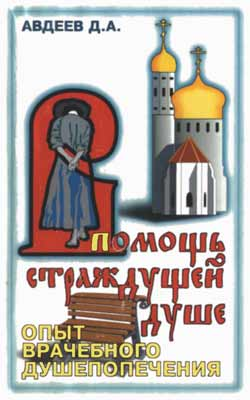 АВДЕЕВ Д.А.
В ПОМОЩЬ
СТРАЖДУЩЕЙ
ДУШЕ
ОПЫТ
ВРАЧЕБНОГО
ДУШЕПОПЕЧЕНИЯ